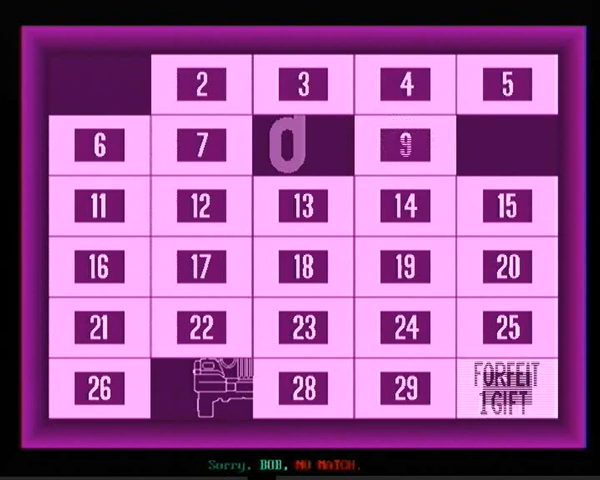 2 3 4 5
6 7 d 9
11 12 13 14 15
16 17 18 19 20
21 22 23 24 25
26 28 29 FORFEIT
1 GIFT
Sorry, BOB, NO MATCH.